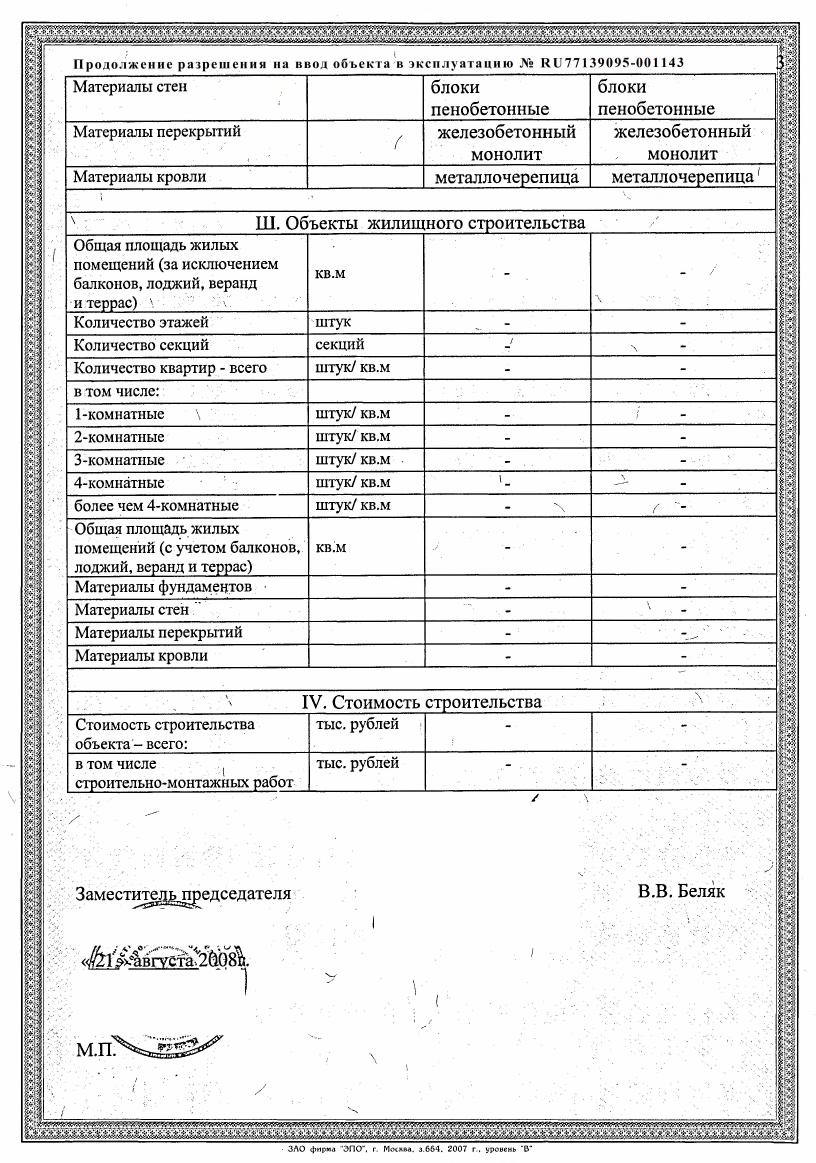 Продолжение разрешения на ввод объекта в эксплуатацию № RU77139095-001143
3
Материалы стен блоки блоки
пенобетонные пенобетонные
Материалы перекрытий железобетонный железобетонный
монолит монолит
Материалы кровли металлочерепица металлочерепица
Ш. Объекты жилищного строительства
Общая площадь жилых
помещений (за исключением
балконов, лоджий, веранд
и террас) кв.м - -
Количество этажей штук - -
Количество секций секций - -
Количество квартир - всего штук/ кв.м - -
в том числе:
1-комнатные штук/ кв.м - -
2-комнатные штук/ кв.м - -
3-комнатные штук/ кв.м - -
4-комнатные штук/ кв.м - -
более чем 4-комнатные штук/ кв.м - -
Общая площадь жилых
помещений (с учетом балконов, кв.м - -
лоджий, веранд и террас)
Материалы фундаментов - -
Материалы стен - -
Материалы перекрытий - -
Материалы кровли - -
IV. Стоимость строительства
Стоимость строительства тыс. рублей - -
объекта – всего:
в том числе тыс. рублей - -
строительно-монтажных работ
Заместитель председателя В.В. Беляк
«21» августа 2008г.
М.П.
ЗАО фирма "ЭПО", г. Москва, з.664, 2007 г., уровень "В"